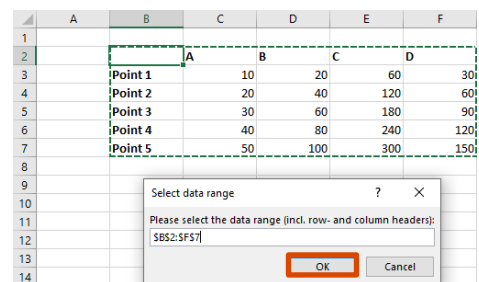 A B C D E F
1
2 A B C D
3 Point 1 10 20 60 30
4 Point 2 20 40 120 60
5 Point 3 30 60 180 90
6 Point 4 40 80 240 120
7 Point 5 50 100 300 150
8
9
Select data range ? ×
10
11 Please select the data range (incl. row- and column headers):
12 $B$2:$F$7
13 OK Cancel
14